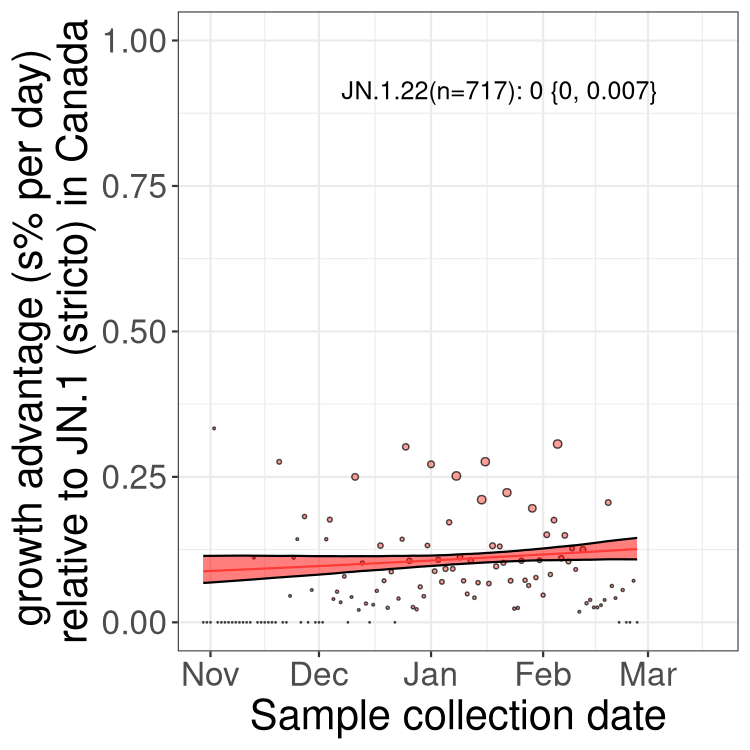 growth advantage (s% per day)
relative to JN.1 (stricto) in Canada
1.00
0.75
0.50
0.25
0.00
JN.1.22(n=717): 0 {0, 0.007}
Nov Dec Jan Feb Mar
Sample collection date